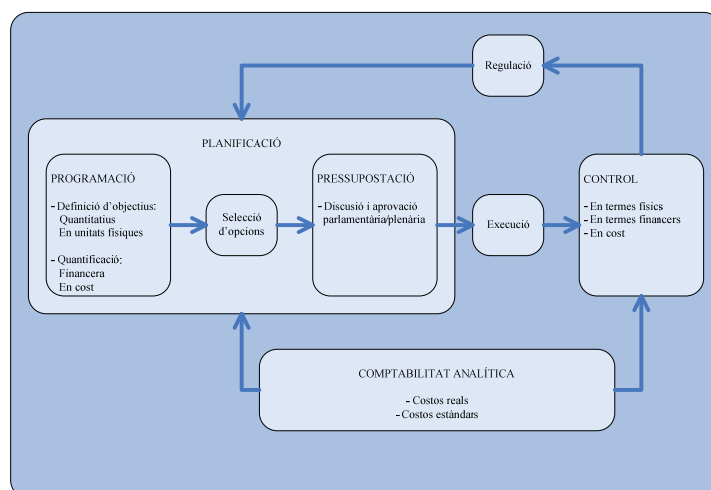 Regulació
PLANIFICACIÓ
PROGRAMACIÓ
- Definició d'objectius:
Quantitatius
En unitats físiques
- Quantificació:
Financera
En cost
Selecció
d'opcions
PRESSUPOSTACIÓ
- Discusió i aprovació
parlamentària/plenària
Execució
CONTROL
- En termes físics
- En termes financers
- En cost
COMPTABILITAT ANALÍTICA
- Costos reals
- Costos estàndars